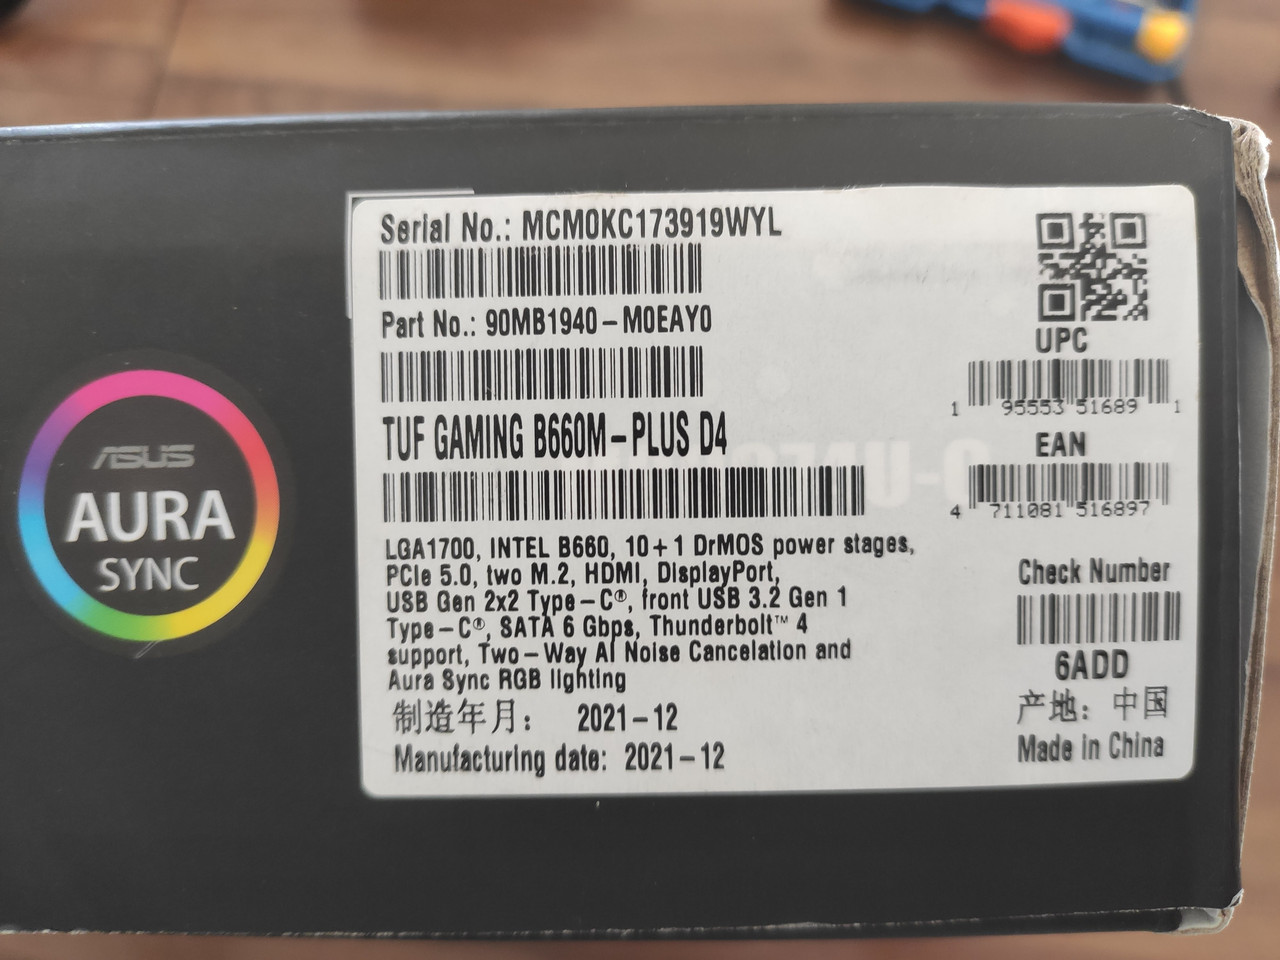 ASUS
AURA
SYNC
Serial No.: MCM0KC173919WYL
Part No.: 90MB1940-M0EAY0
TUF GAMING B660M-PLUS D4
LGA1700, INTEL B660, 10+1 DrMOS power stages,
PCIe 5.0, two M.2, HDMI, DisplayPort,
USB Gen 2x2 Type-C®, front USB 3.2 Gen 1
Type-C®, SATA 6 Gbps, Thunderbolt™ 4
support, Two-Way AI Noise Cancelation and
Aura Sync RGB lighting
制造年月: 2021-12
Manufacturing date: 2021-12
UPC
1 95553 51689 1
EAN
4 711081 516897
Check Number
6ADD
产地: 中国
Made in China